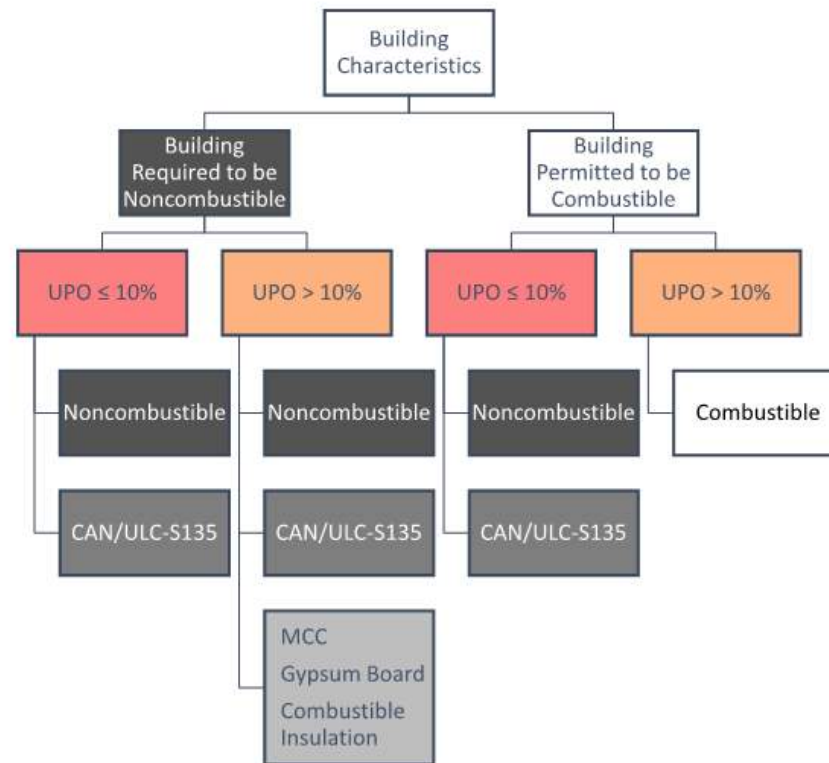 Building
Characteristics
Building
Required to be
Noncombustible
Building
Permitted to be
Combustible
UPO ≤ 10%
UPO > 10%
UPO ≤ 10%
UPO > 10%
Noncombustible
Noncombustible
Noncombustible
Combustible
CAN/ULC-S135
CAN/ULC-S135
CAN/ULC-S135
MCC
Gypsum Board
Combustible
Insulation